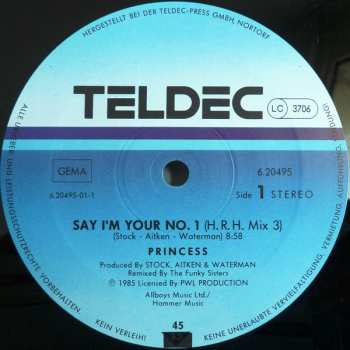 HERGESTELLT BEI DER TELDEC-PRESS GMBH, NORTORF
TELDEC
LC 3706
GEMA
6.20495
6.20495-01-1
Side 1 STEREO
SAY I'M YOUR NO. 1 (H.R.H. Mix 3)
(Stock - Aitken - Waterman) 8:58
PRINCESS
Produced by STOCK, AITKEN & WATERMAN
Remixed by The Funky Sisters
Ⓟ 1985 Licensed By PWL PRODUCTION
Allboys Music Ltd./
Hammer Music
45
ALLE URHEBER- UND LEISTUNGSSCHUTZRECHTE VORBEHALTEN
KEIN VERLEIH!
KEINE UNERLAUBTE VERVIELFÄLTIGUNG, VERMIETUNG, AUFFÜHRUNG, SENDUNG!